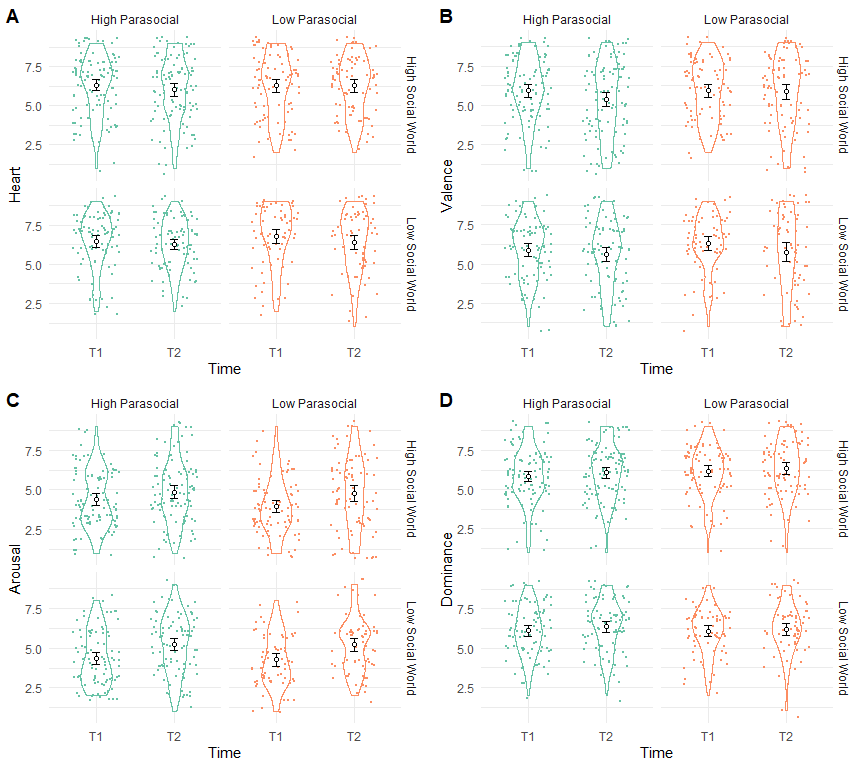 A
High Parasocial Low Parasocial
7.5
5.0
2.5
High Social World
Heart
7.5
5.0
2.5
Low Social World
T1 T2 T1 T2
Time
B
High Parasocial Low Parasocial
7.5
5.0
2.5
High Social World
Valence
7.5
5.0
2.5
Low Social World
T1 T2 T1 T2
Time
C
High Parasocial Low Parasocial
7.5
5.0
2.5
High Social World
Arousal
7.5
5.0
2.5
Low Social World
T1 T2 T1 T2
Time
D
High Parasocial Low Parasocial
7.5
5.0
2.5
High Social World
Dominance
7.5
5.0
2.5
Low Social World
T1 T2 T1 T2
Time